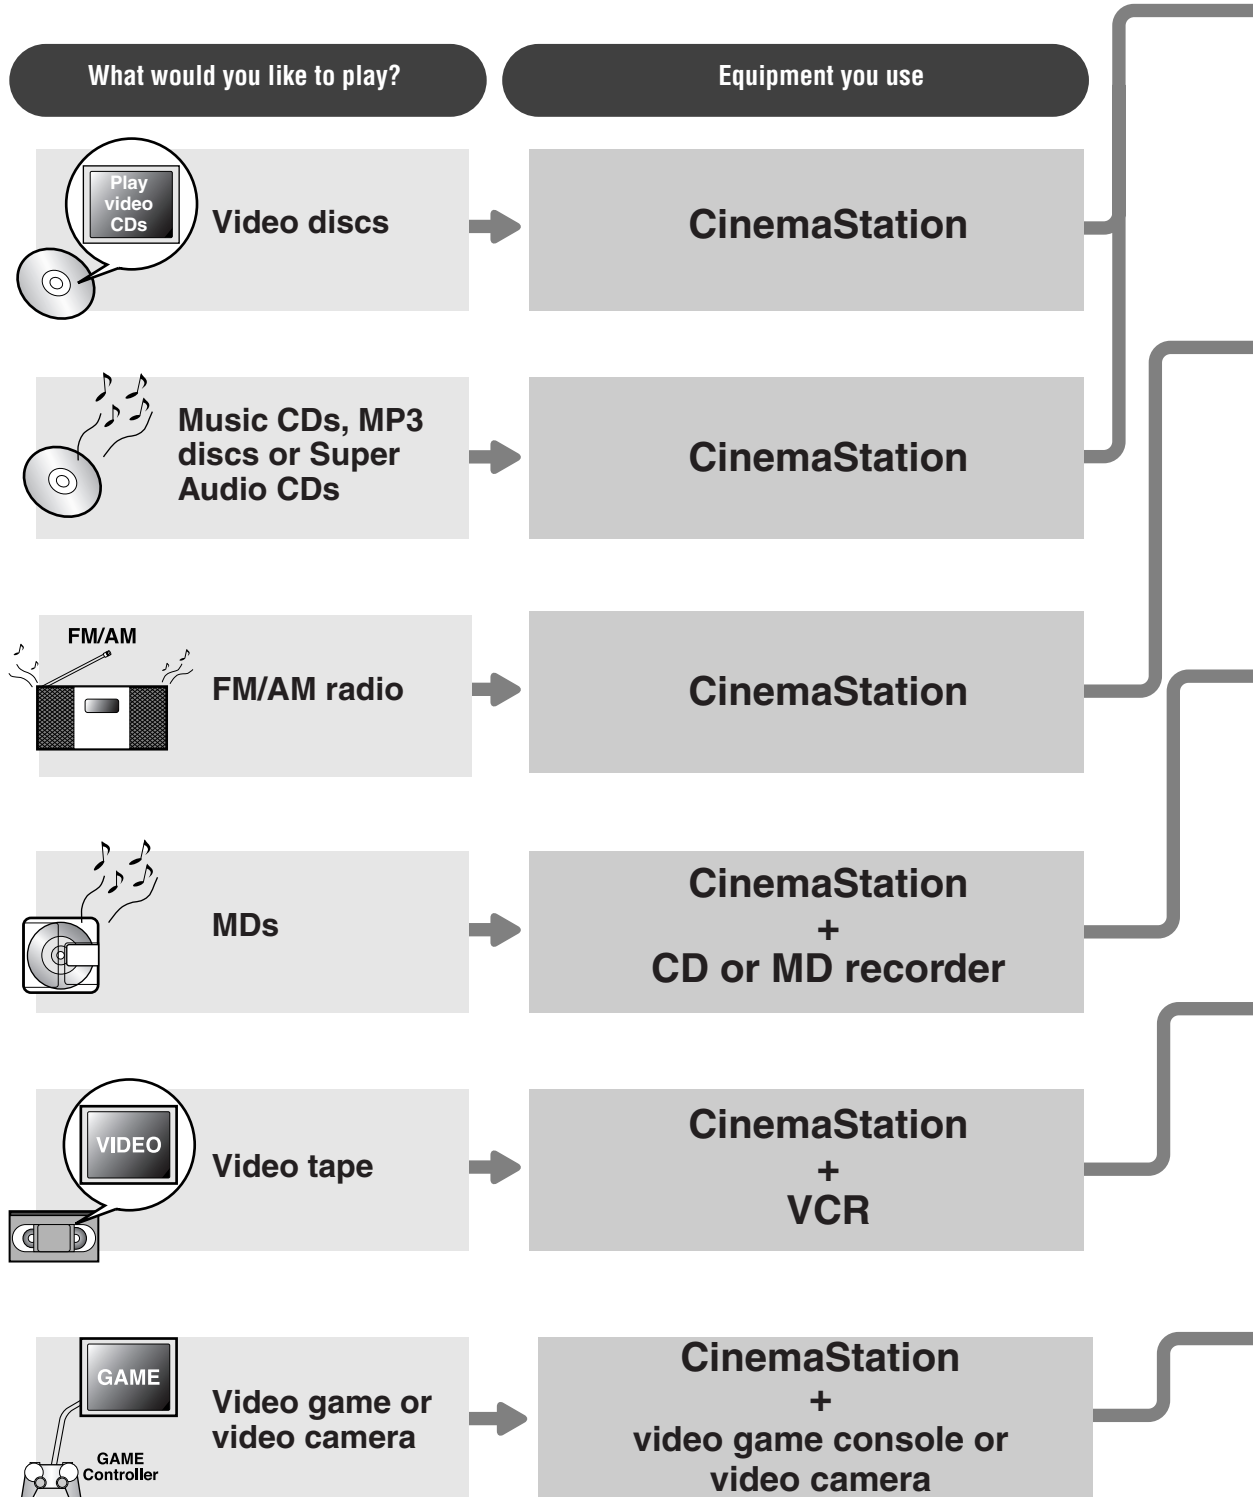 What would you like to play?
Equipment you use
Play
video
CDs
Video discs
CinemaStation
Music CDs, MP3
discs or Super
Audio CDs
CinemaStation
FM/AM
FM/AM radio
CinemaStation
MDs
CinemaStation
+
CD or MD recorder
VIDEO
Video tape
CinemaStation
+
VCR
GAME
GAME
Controller
Video game or
video camera
CinemaStation
+
video game console or
video camera